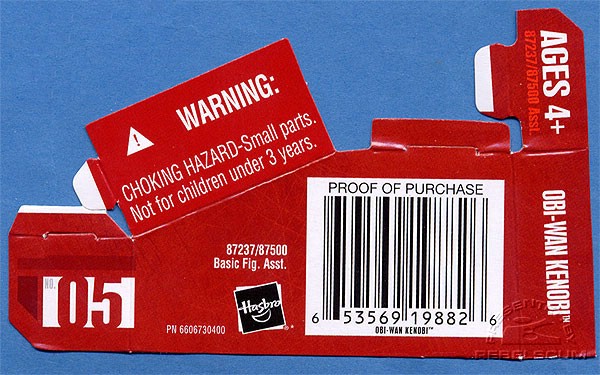 WARNING:
CHOKING HAZARD-Small parts.
Not for children under 3 years.
AGES 4+
87237/87500 Asst.
OBI-WAN KENOBI™
PROOF OF PURCHASE
6 53569 19882 6
OBI-WAN KENOBI™
87237/87500
Basic Fig. Asst.
Hasbro
®*
PN 6606730400
NO. 05
REBELSCUM